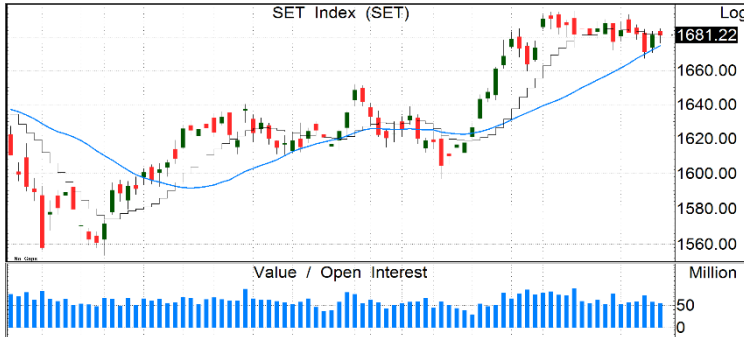 SET Index (SET)
Log
1681.22
1660.00
1640.00
1620.00
1600.00
1580.00
1560.00
Value / Open Interest
Million
50
0